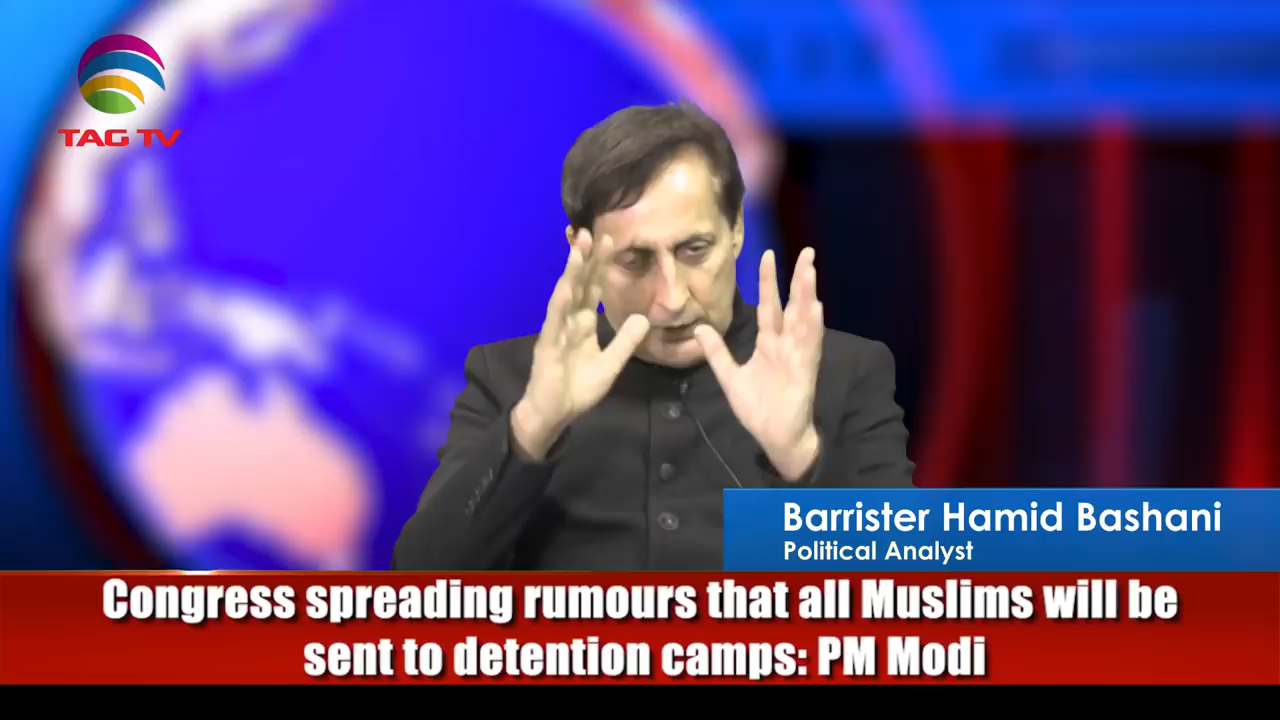 TAG TV
Barrister Hamid Bashani
Political Analyst
Congress spreading rumours that all Muslims will be
sent to detention camps: PM Modi